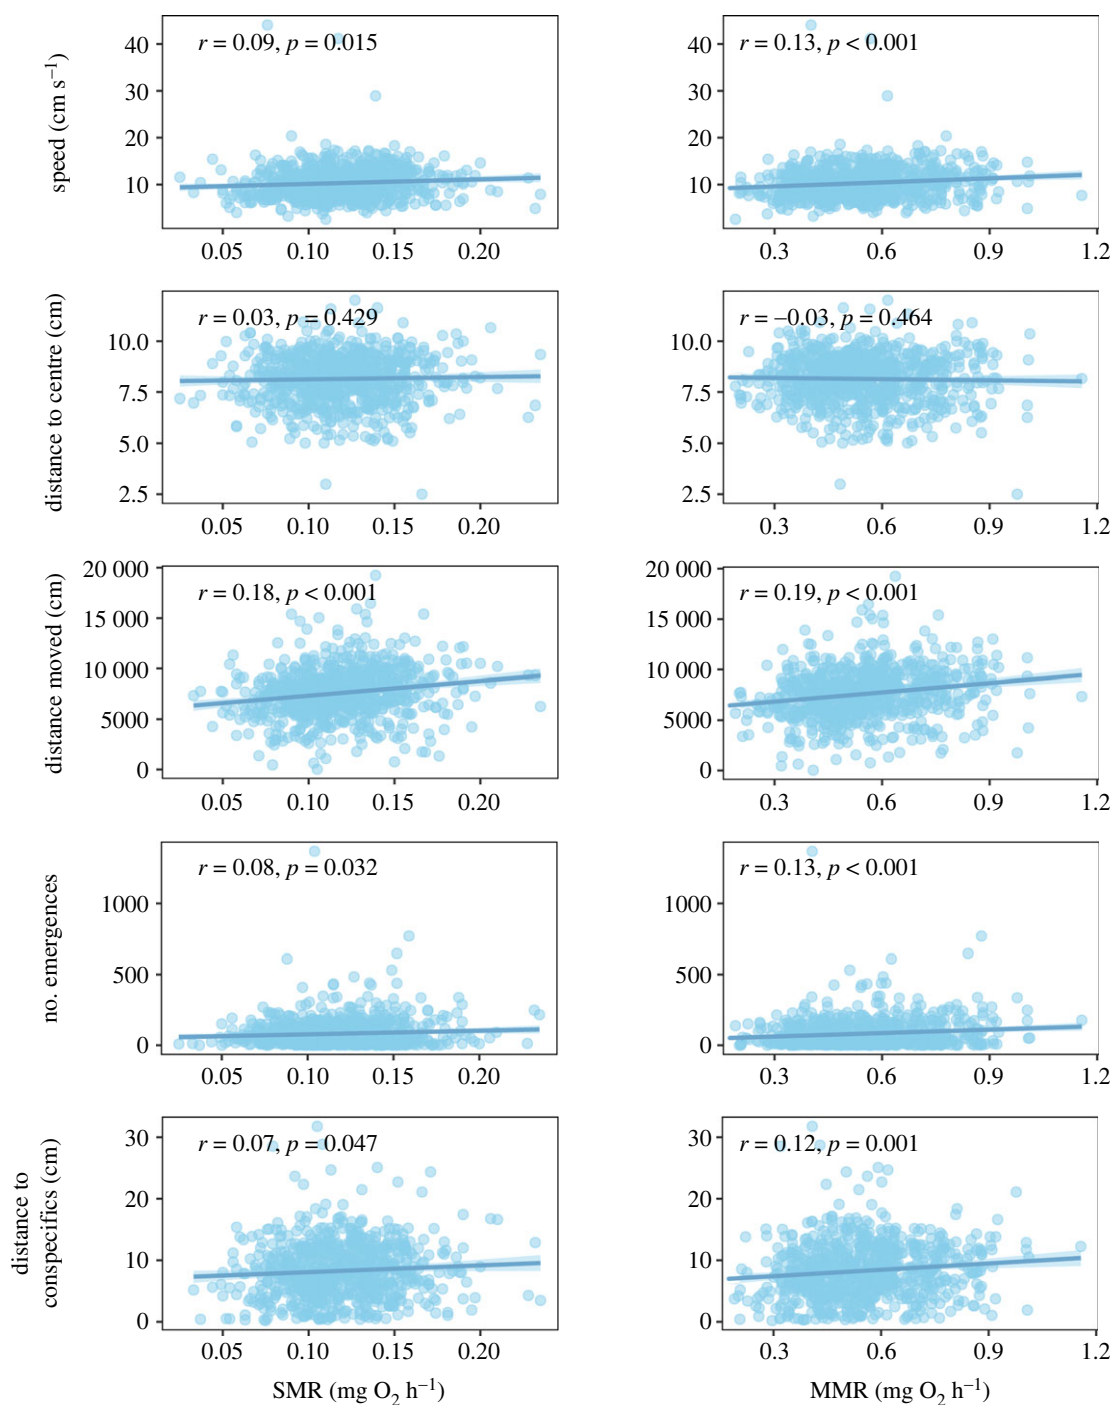 r = 0.09, p = 0.015
r = 0.13, p < 0.001
speed (cm s⁻¹)
40
30
20
10
40
30
20
10
0.05 0.10 0.15 0.20
0.3 0.6 0.9 1.2
r = 0.03, p = 0.429
r = –0.03, p = 0.464
distance to centre (cm)
10.0
7.5
5.0
2.5
10.0
7.5
5.0
2.5
0.05 0.10 0.15 0.20
0.3 0.6 0.9 1.2
r = 0.18, p < 0.001
r = 0.19, p < 0.001
distance moved (cm)
20 000
15 000
10 000
5000
0
20 000
15 000
10 000
5000
0
0.05 0.10 0.15 0.20
0.3 0.6 0.9 1.2
r = 0.08, p = 0.032
r = 0.13, p < 0.001
no. emergences
1000
500
0
1000
500
0
0.05 0.10 0.15 0.20
0.3 0.6 0.9 1.2
r = 0.07, p = 0.047
r = 0.12, p = 0.001
distance to
conspecifics (cm)
30
20
10
0
30
20
10
0
0.05 0.10 0.15 0.20
0.3 0.6 0.9 1.2
SMR (mg O₂ h⁻¹)
MMR (mg O₂ h⁻¹)